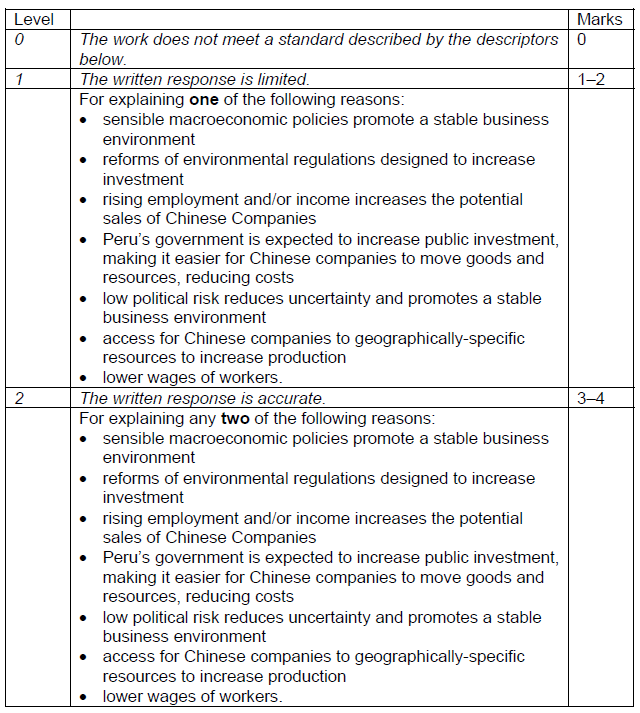 Level Marks
0 The work does not meet a standard described by the descriptors 0
below.
1 The written response is limited. 1–2
For explaining one of the following reasons:
• sensible macroeconomic policies promote a stable business
environment
• reforms of environmental regulations designed to increase
investment
• rising employment and/or income increases the potential
sales of Chinese Companies
• Peru's government is expected to increase public investment,
making it easier for Chinese companies to move goods and
resources, reducing costs
• low political risk reduces uncertainty and promotes a stable
business environment
• access for Chinese companies to geographically-specific
resources to increase production
• lower wages of workers.
2 The written response is accurate. 3–4
For explaining any two of the following reasons:
• sensible macroeconomic policies promote a stable business
environment
• reforms of environmental regulations designed to increase
investment
• rising employment and/or income increases the potential
sales of Chinese Companies
• Peru's government is expected to increase public investment,
making it easier for Chinese companies to move goods and
resources, reducing costs
• low political risk reduces uncertainty and promotes a stable
business environment
• access for Chinese companies to geographically-specific
resources to increase production
• lower wages of workers.